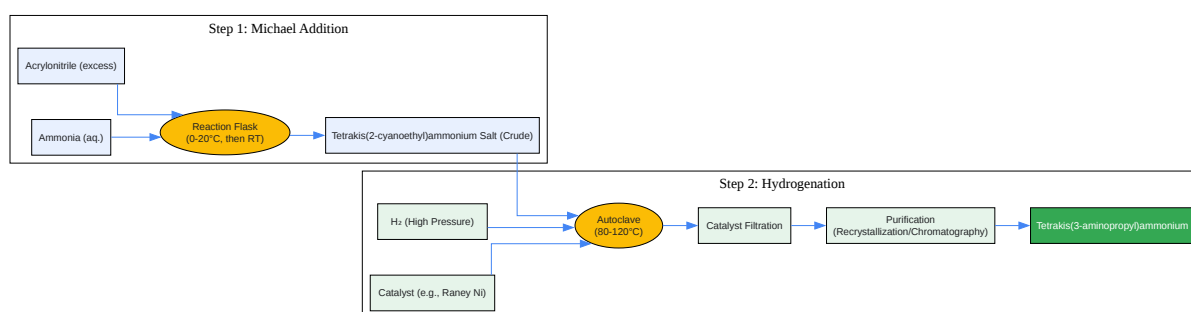 Step 1: Michael Addition
Acrylonitrile (excess)
Ammonia (aq.)
Reaction Flask
(0-20°C, then RT)
Tetrakis(2-cyanoethyl)ammonium Salt (Crude)
Step 2: Hydrogenation
H₂ (High Pressure)
Catalyst (e.g., Raney Ni)
Autoclave
(80-120°C)
Catalyst Filtration
Purification
(Recrystallization/Chromatography)
Tetrakis(3-aminopropyl)ammonium